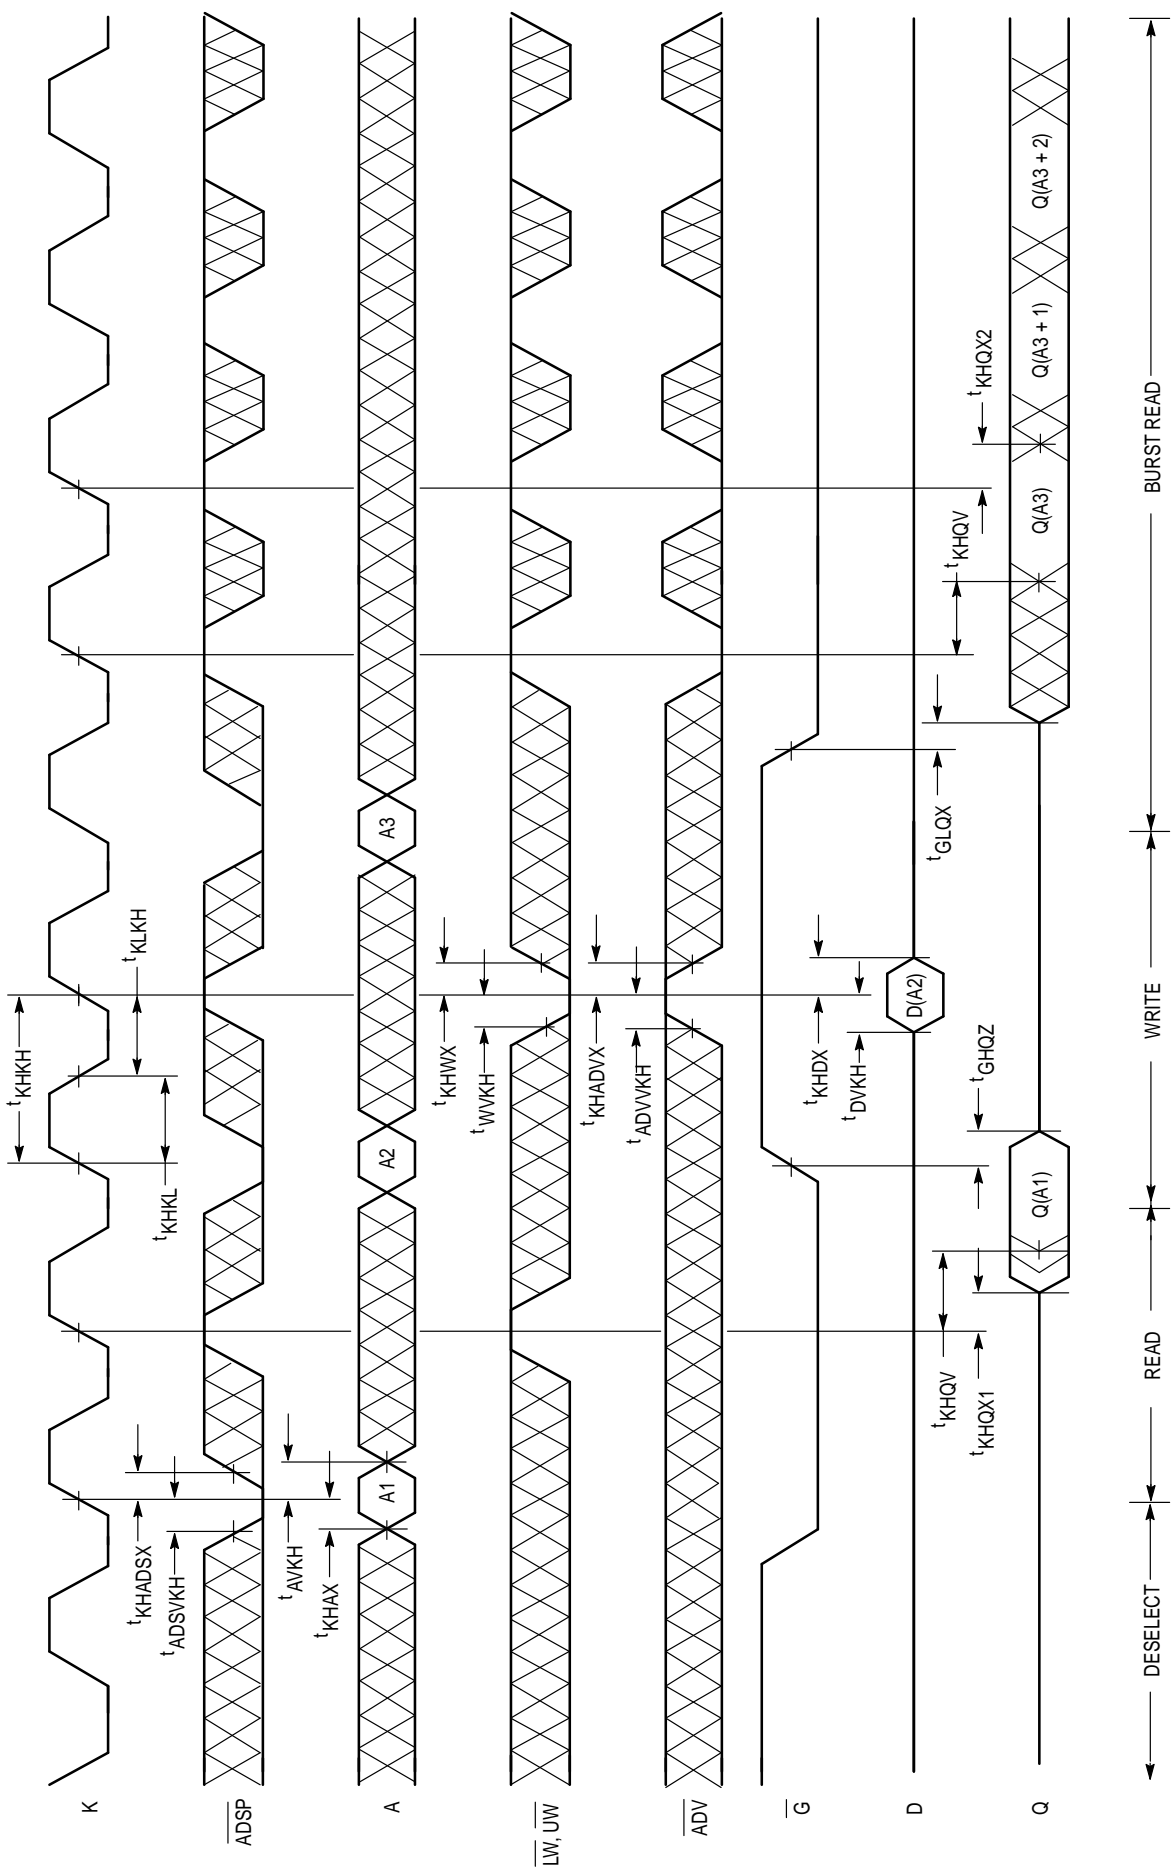 K
ADSP
A
LW, UW
ADV
G
D
Q
tKHKH
tKHKL
tKLKH
tKHADSX
tADSVKH
tAVKH
tKHAX
A1
A2
A3
tKHWX
tWVKH
tKHADVX
tADVVKH
tKHDX
tDVKH
D(A2)
tGLQX
tGHQZ
tKHQV
tKHQX1
tKHQV
tKHQX2
Q(A1)
Q(A3)
Q(A3 + 1)
Q(A3 + 2)
DESELECT
READ
WRITE
BURST READ